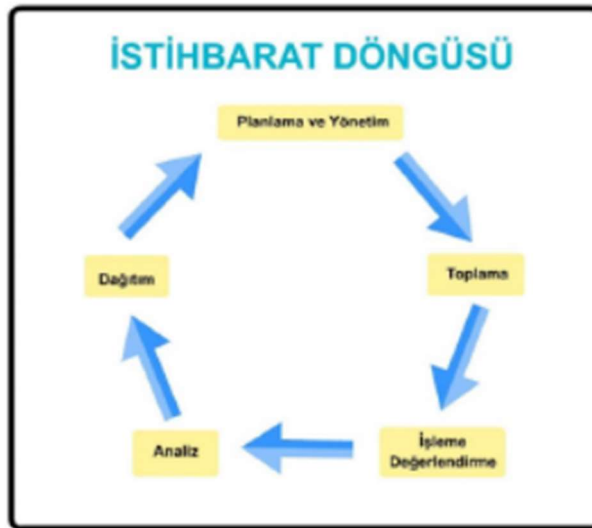 İSTİHBARAT DÖNGÜSÜ
Planlama ve Yönetim
Toplama
İşleme
Değerlendirme
Analiz
Dağıtım